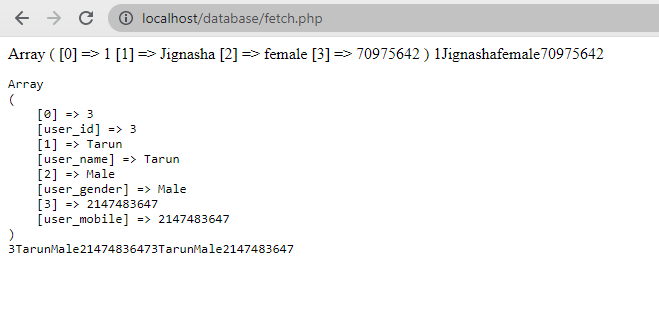 localhost/database/fetch.php
Array ( [0] => 1 [1] => Jignasha [2] => female [3] => 70975642 ) 1Jignashafemale70975642
Array
(
    [0] => 3
    [user_id] => 3
    [1] => Tarun
    [user_name] => Tarun
    [2] => Male
    [user_gender] => Male
    [3] => 2147483647
    [user_mobile] => 2147483647
)
3TarunMale21474836473TarunMale2147483647